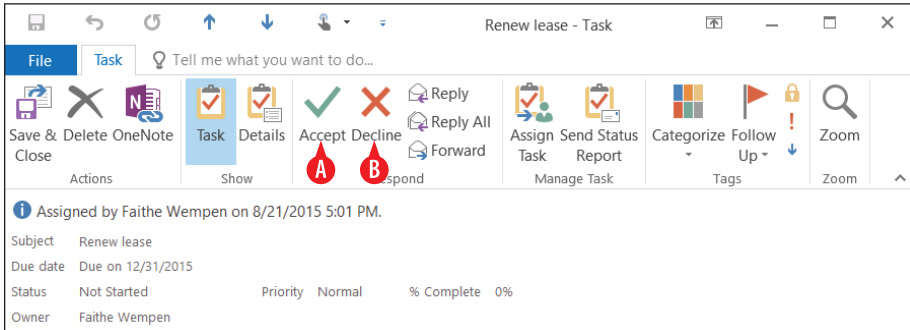 Renew lease - Task
File Task Tell me what you want to do...
Save & Close Delete OneNote Task Details Accept Decline Reply Reply All Forward Assign Task Send Status Report Categorize Follow Up Zoom
A B
Actions Show Respond Manage Task Tags Zoom
Assigned by Faithe Wempen on 8/21/2015 5:01 PM.
Subject Renew lease
Due date Due on 12/31/2015
Status Not Started Priority Normal % Complete 0%
Owner Faithe Wempen